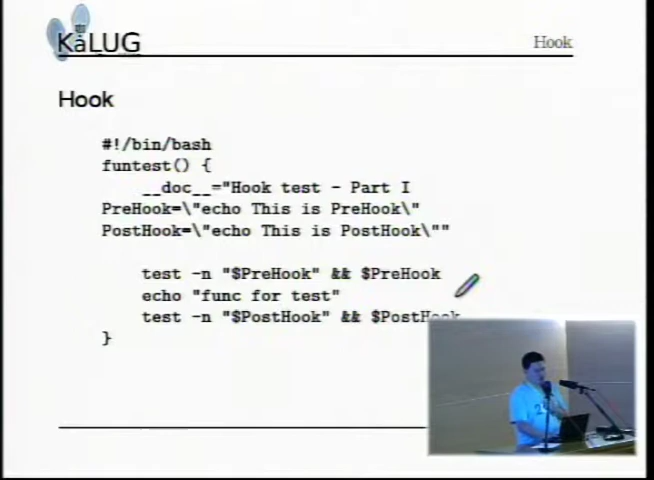 KaLUG
Hook
Hook
#!/bin/bash
funtest() {
__doc__="Hook test - Part I
PreHook=\"echo This is PreHook\"
PostHook=\"echo This is PostHook\""
test -n "$PreHook" && $PreHook
echo "func for test"
test -n "$PostHook" && $PostHook
}